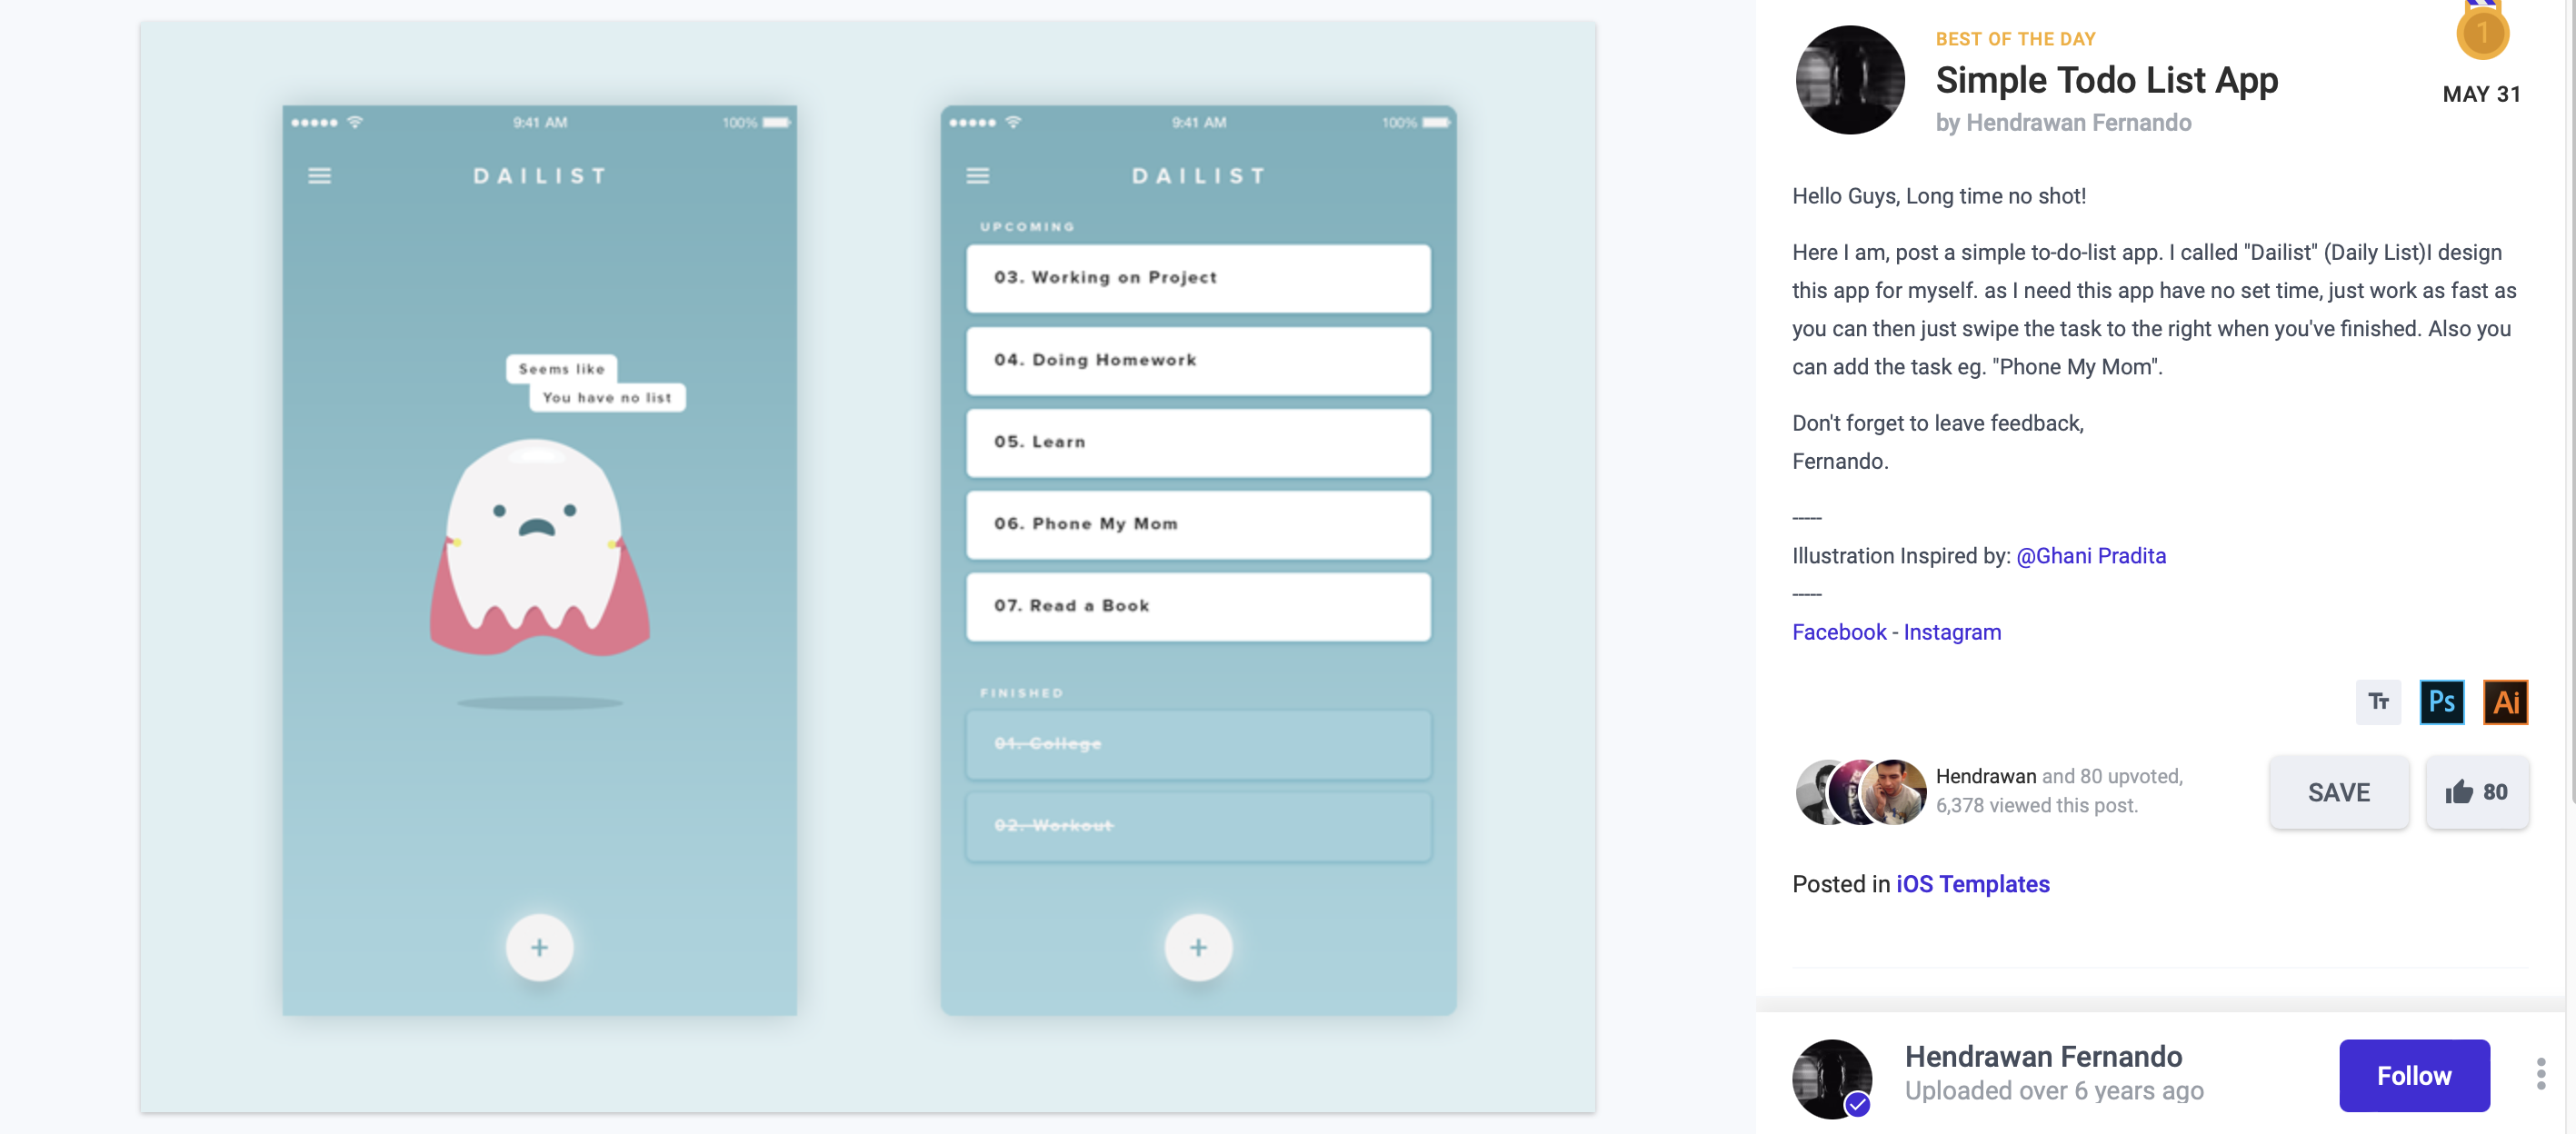 9:41 AM 100%
DAILIST
Seems like
You have no list
+
9:41 AM 100%
DAILIST
UPCOMING
03. Working on Project
04. Doing Homework
05. Learn
06. Phone My Mom
07. Read a Book
FINISHED
01. College
02. Workout
+
BEST OF THE DAY
Simple Todo List App
by Hendrawan Fernando
1
MAY 31
Hello Guys, Long time no shot!
Here I am, post a simple to-do-list app. I called "Dailist" (Daily List)I design
this app for myself. as I need this app have no set time, just work as fast as
you can then just swipe the task to the right when you've finished. Also you
can add the task eg. "Phone My Mom".
Don't forget to leave feedback,
Fernando.
-----
Illustration Inspired by: @Ghani Pradita
-----
Facebook - Instagram
Tт Ps Ai
Hendrawan and 80 upvoted,
6,378 viewed this post.
SAVE
80
Posted in iOS Templates
Hendrawan Fernando
Uploaded over 6 years ago
Follow